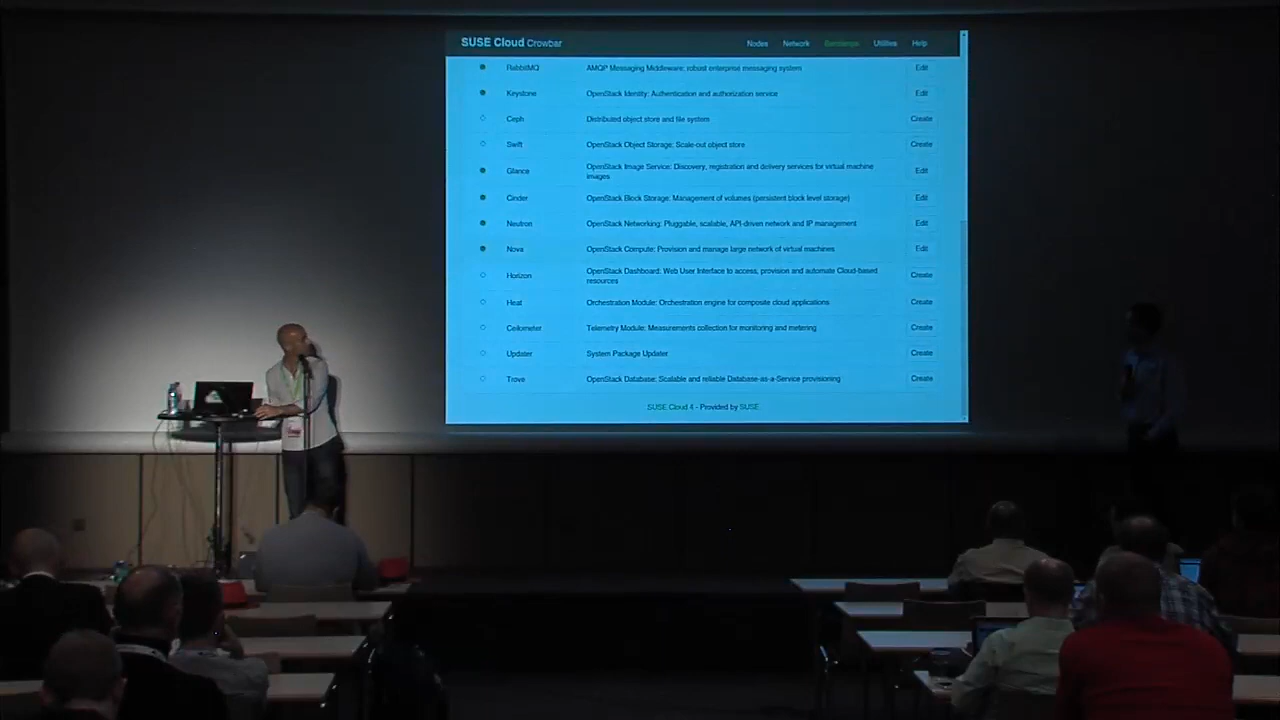 SUSE Cloud Crowbar
Nodes Network Barclamps Utilities Help
RabbitMQ AMQP Messaging Middleware: robust enterprise messaging system Edit
Keystone OpenStack Identity: Authentication and authorization service Edit
Ceph Distributed object store and file system Create
Swift OpenStack Object Storage: Scale-out object store Create
Glance OpenStack Image Service: Discovery, registration and delivery services for virtual machine
images Edit
Cinder OpenStack Block Storage: Management of volumes (persistent block level storage) Edit
Neutron OpenStack Networking: Pluggable, scalable, API-driven network and IP management Edit
Nova OpenStack Compute: Provision and manage large network of virtual machines Edit
Horizon OpenStack Dashboard: Web User Interface to access, provision and automate Cloud-based
resources Create
Heat Orchestration Module: Orchestration engine for composite cloud applications Create
Ceilometer Telemetry Module: Measurements collection for monitoring and metering Create
Updater System Package Updater Create
Trove OpenStack Database: Scalable and reliable Database-as-a-Service provisioning Create
SUSE Cloud 4 - Provided by SUSE